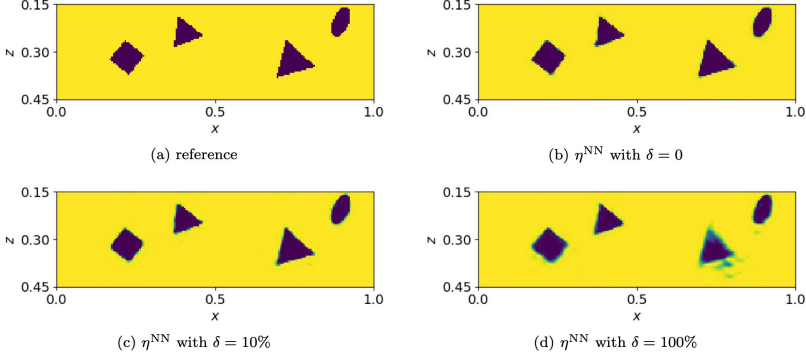 0.15
0.30
0.45
z
0.0 0.5 1.0
x
(a) reference
0.15
0.30
0.45
z
0.0 0.5 1.0
x
(b) η^NN with δ = 0
0.15
0.30
0.45
z
0.0 0.5 1.0
x
(c) η^NN with δ = 10%
0.15
0.30
0.45
z
0.0 0.5 1.0
x
(d) η^NN with δ = 100%